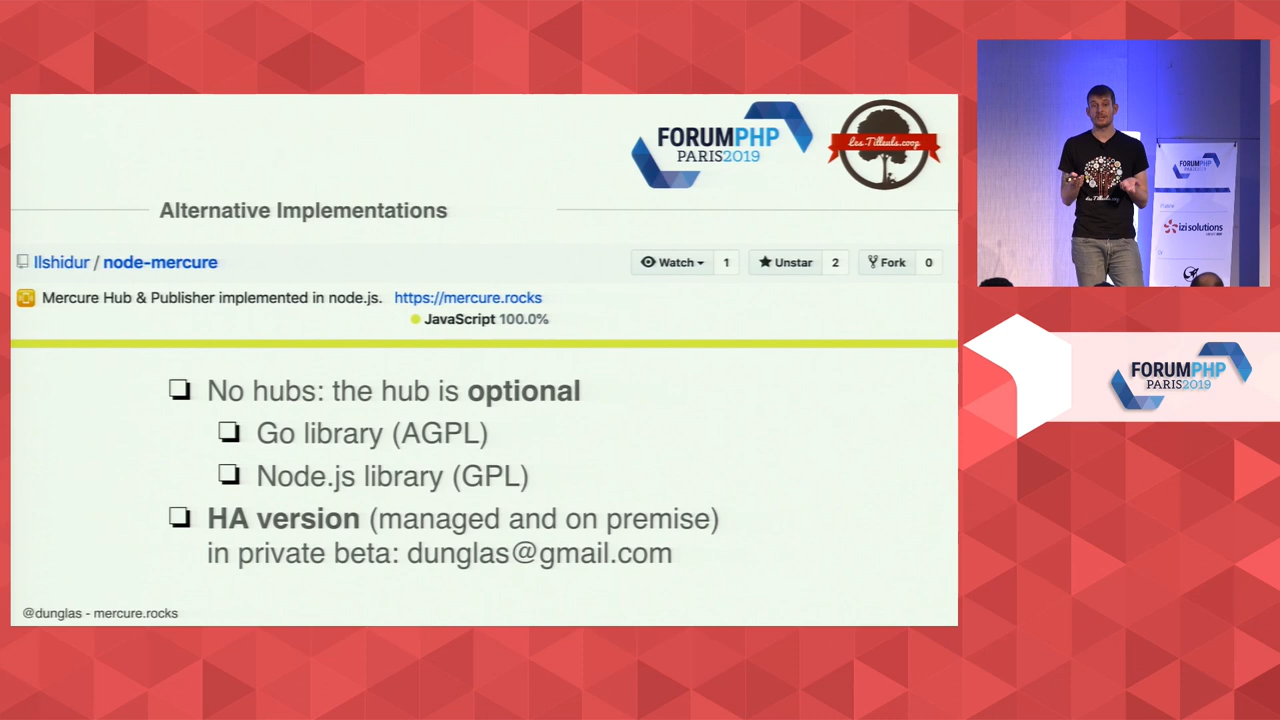 FORUMPHP
PARIS2019
Les-Tilleuls.coop
Alternative Implementations
Ilshidur / node-mercure
Watch 1
Unstar 2
Fork 0
Mercure Hub & Publisher implemented in node.js. https://mercure.rocks
JavaScript 100.0%
No hubs: the hub is optional
Go library (AGPL)
Node.js library (GPL)
HA version (managed and on premise)
in private beta: dunglas@gmail.com
@dunglas - mercure.rocks
FORUMPHP
izi solutions
FORUMPHP
PARIS2019